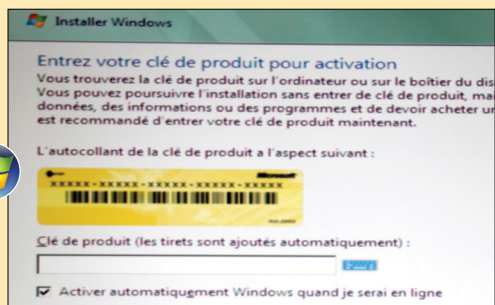 Installer Windows
Entrez votre clé de produit pour activation
Vous trouverez la clé de produit sur l'ordinateur ou sur le boîtier du dis
Vous pouvez poursuivre l'installation sans entrer de clé de produit, mai
données, des informations ou des programmes et de devoir acheter un
est recommandé d'entrer votre clé de produit maintenant.
L'autocollant de la clé de produit a l'aspect suivant :
Microsoft
XXXXX-XXXXX-XXXXX-XXXXX-XXXXX
Clé de produit (les tirets sont ajoutés automatiquement) :
Activer automatiquement Windows quand je serai en ligne